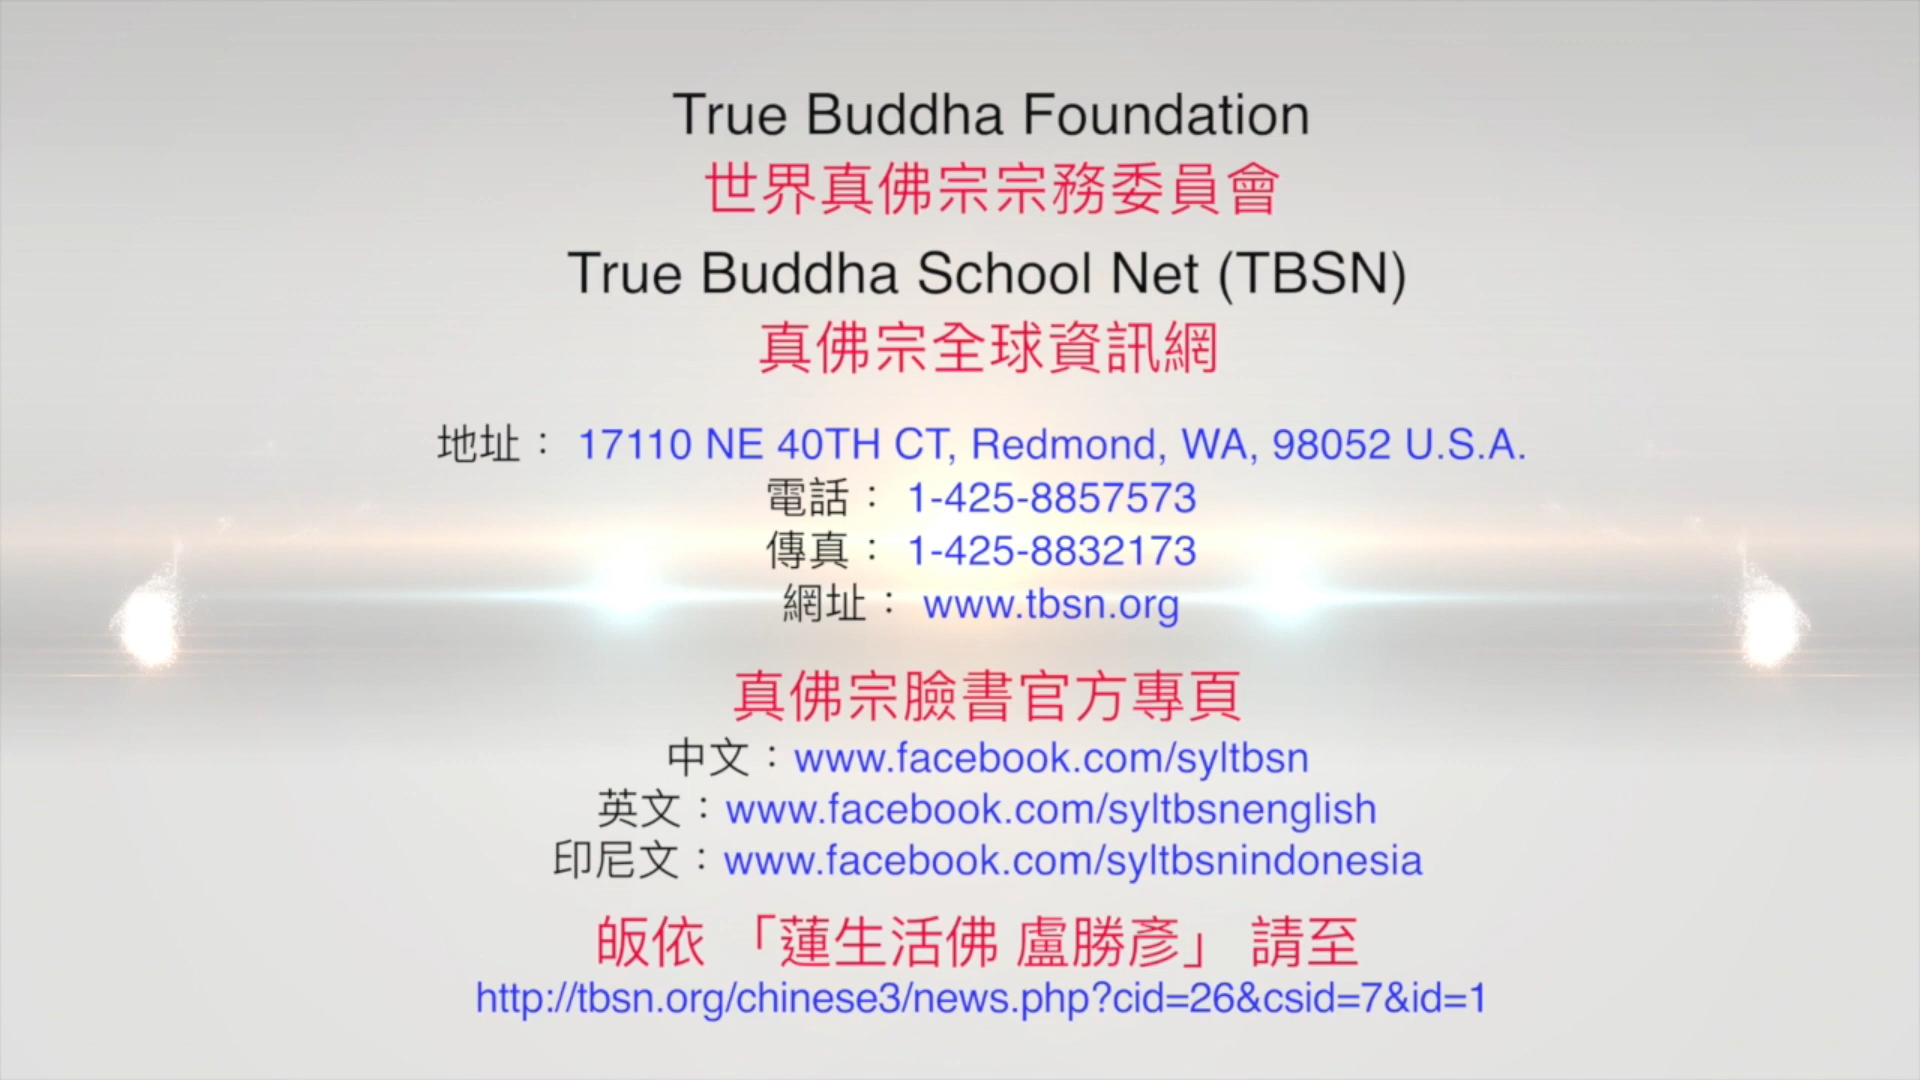 True Buddha Foundation
世界真佛宗宗務委員會
True Buddha School Net (TBSN)
真佛宗全球資訊網
地址： 17110 NE 40TH CT, Redmond, WA, 98052 U.S.A.
電話： 1-425-8857573
傳真： 1-425-8832173
網址： www.tbsn.org
真佛宗臉書官方專頁
中文：www.facebook.com/syltbsn
英文：www.facebook.com/syltbsnenglish
印尼文：www.facebook.com/syltbsnindonesia
皈依 「蓮生活佛 盧勝彥」 請至
http://tbsn.org/chinese3/news.php?cid=26&csid=7&id=1